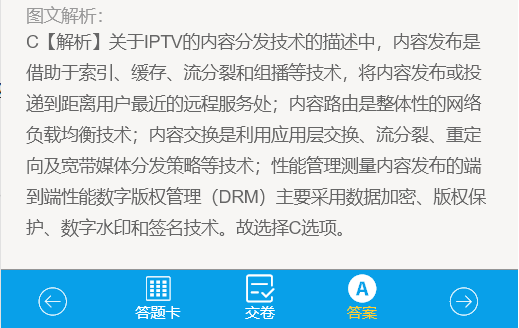 图文解析：
C【解析】关于IPTV的内容分发技术的描述中，内容发布是
借助于索引、缓存、流分裂和组播等技术，将内容发布或投
递到距离用户最近的远程服务处；内容路由是整体性的网络
负载均衡技术；内容交换是利用应用层交换、流分裂、重定
向及宽带媒体分发策略等技术；性能管理测量内容发布的端
到端性能数字版权管理（DRM）主要采用数据加密、版权保
护、数字水印和签名技术。故选择C选项。
A
答题卡 交卷 答案